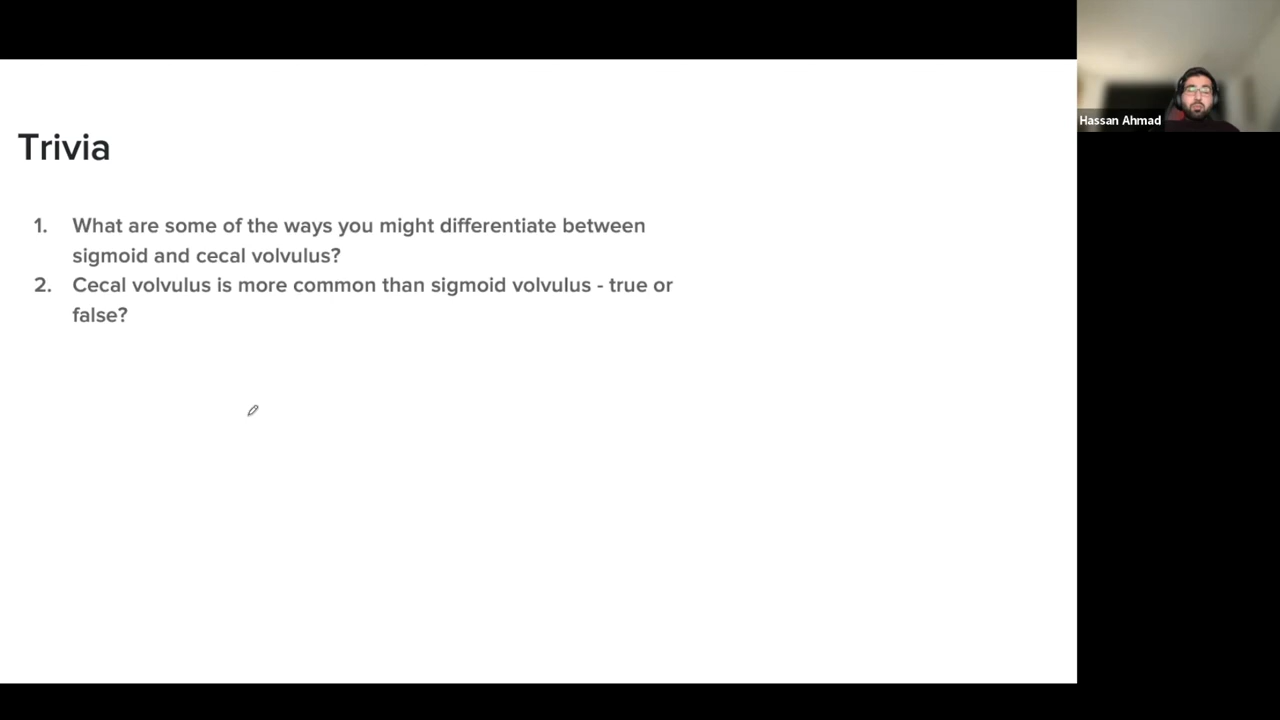 Trivia
1. What are some of the ways you might differentiate between
sigmoid and cecal volvulus?
2. Cecal volvulus is more common than sigmoid volvulus - true or
false?
Hassan Ahmad